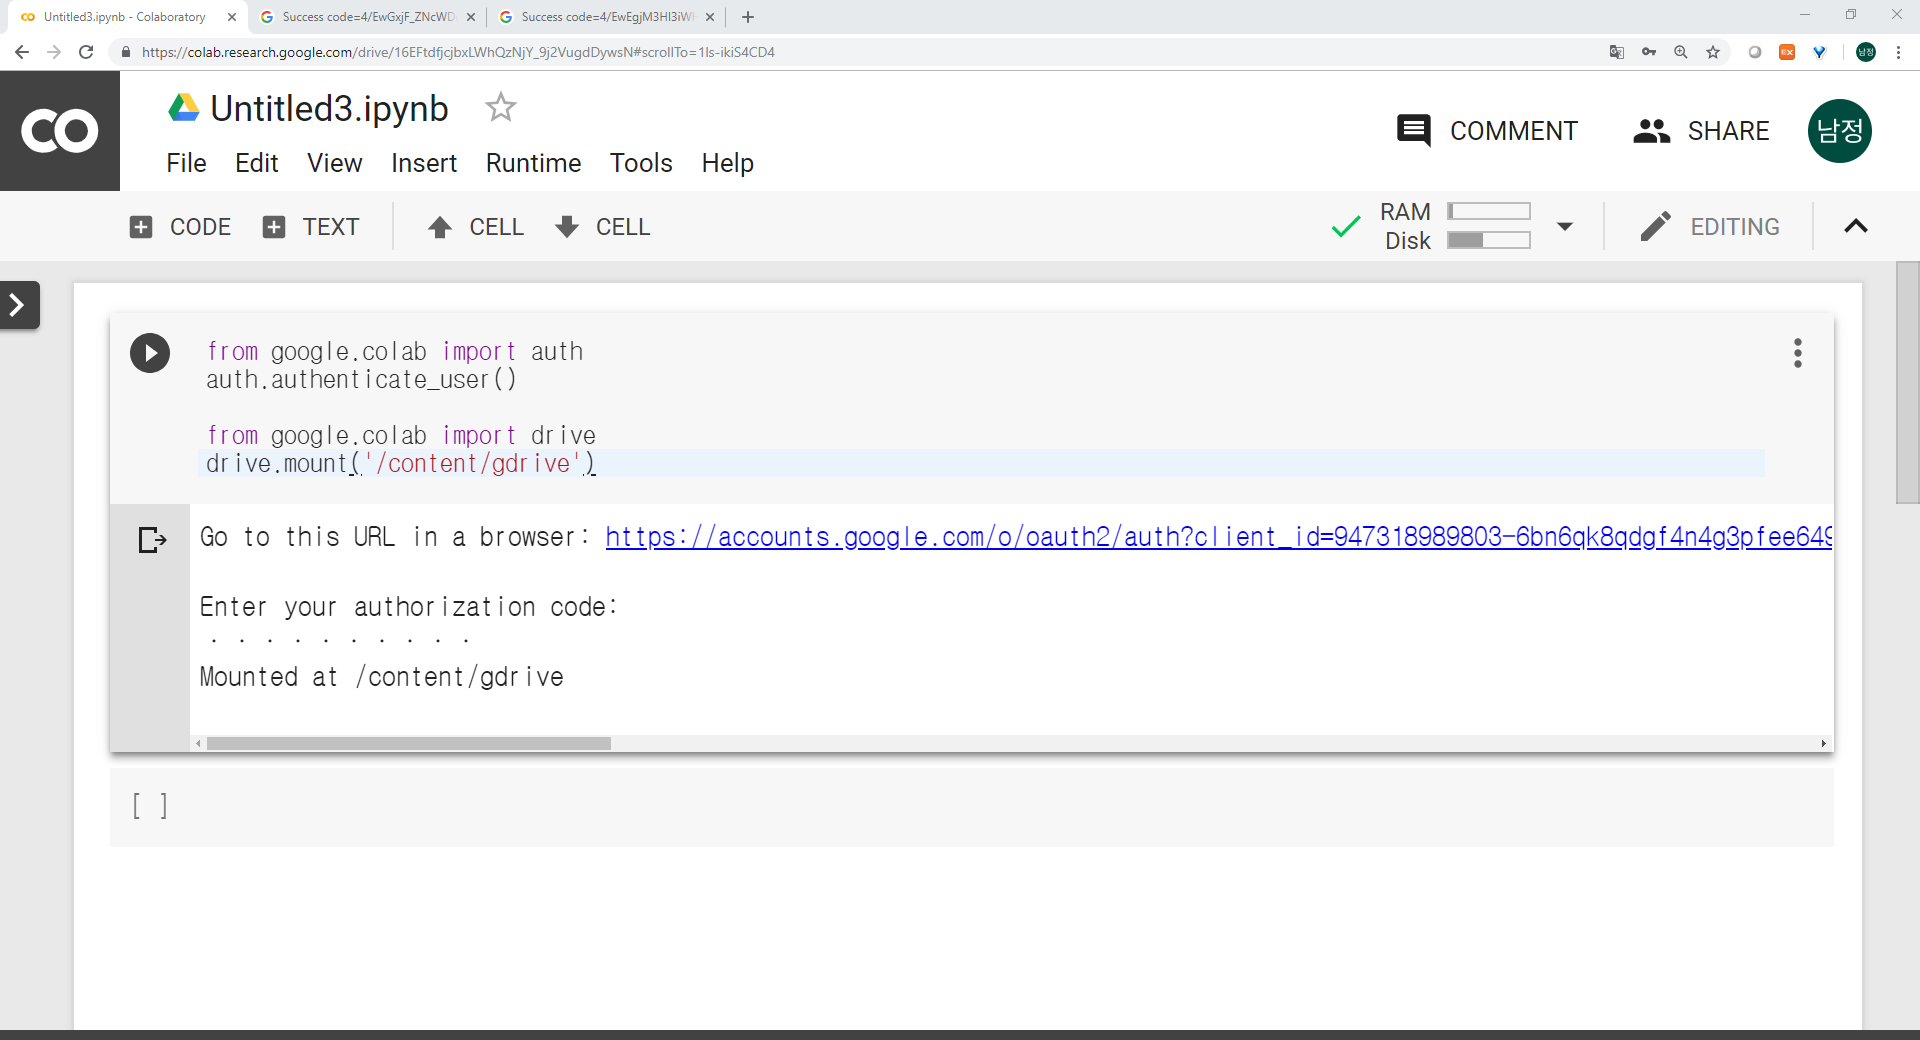 Untitled3.ipynb - Colaboratory
Success code=4/EwGxjF_ZNcWD
Success code=4/EwEgjM3HI3iW
https://colab.research.google.com/drive/16EFtdfjcjbxLWhQzNjY_9j2VugdDywsN#scrollTo=1ls-ikiS4CD4
CO
Untitled3.ipynb
COMMENT
SHARE
남정
File Edit View Insert Runtime Tools Help
CODE TEXT CELL CELL
RAM
Disk
EDITING
from google.colab import auth
auth.authenticate_user()
from google.colab import drive
drive.mount('/content/gdrive')
Go to this URL in a browser: https://accounts.google.com/o/oauth2/auth?client_id=947318989803-6bn6qk8qdgf4n4g3pfee649
Enter your authorization code:
··········
Mounted at /content/gdrive
[ ]